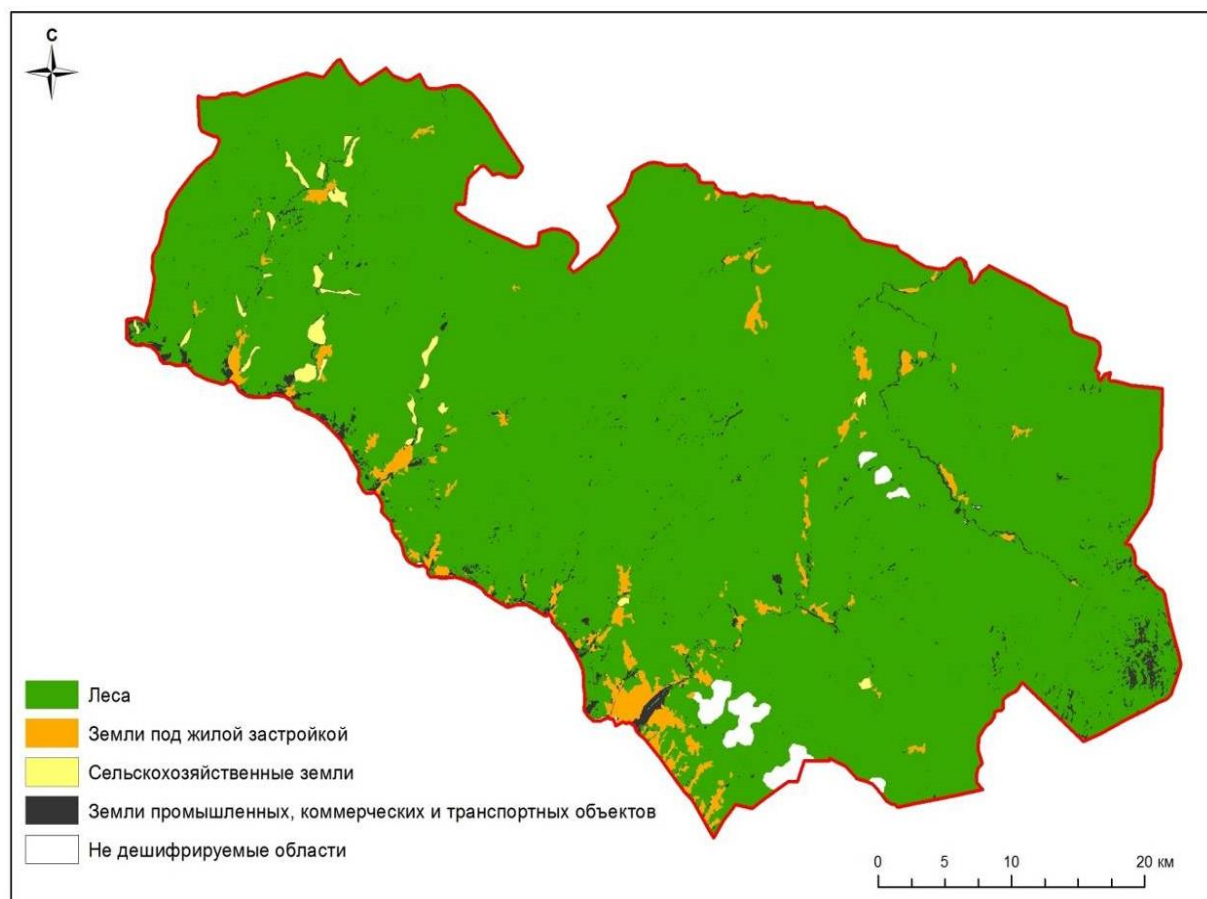 С
Леса
Земли под жилой застройкой
Сельскохозяйственные земли
Земли промышленных, коммерческих и транспортных объектов
Не дешифрируемые области
0 5 10 20 км